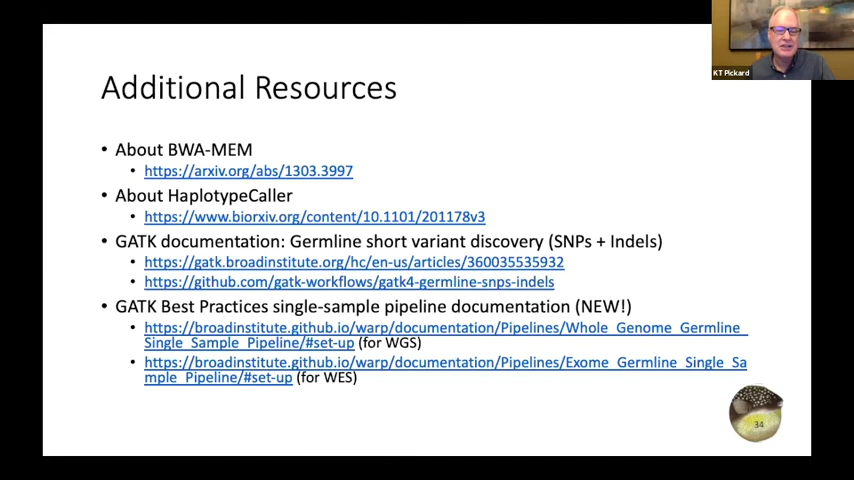 KT Pickard
Additional Resources
• About BWA-MEM
• https://arxiv.org/abs/1303.3997
• About HaplotypeCaller
• https://www.biorxiv.org/content/10.1101/201178v3
• GATK documentation: Germline short variant discovery (SNPs + Indels)
• https://gatk.broadinstitute.org/hc/en-us/articles/360035535932
• https://github.com/gatk-workflows/gatk4-germline-snps-indels
• GATK Best Practices single-sample pipeline documentation (NEW!)
• https://broadinstitute.github.io/warp/documentation/Pipelines/Whole_Genome_Germline_
Single_Sample_Pipeline/#set-up (for WGS)
• https://broadinstitute.github.io/warp/documentation/Pipelines/Exome_Germline_Single_Sa
mple_Pipeline/#set-up (for WES)
34